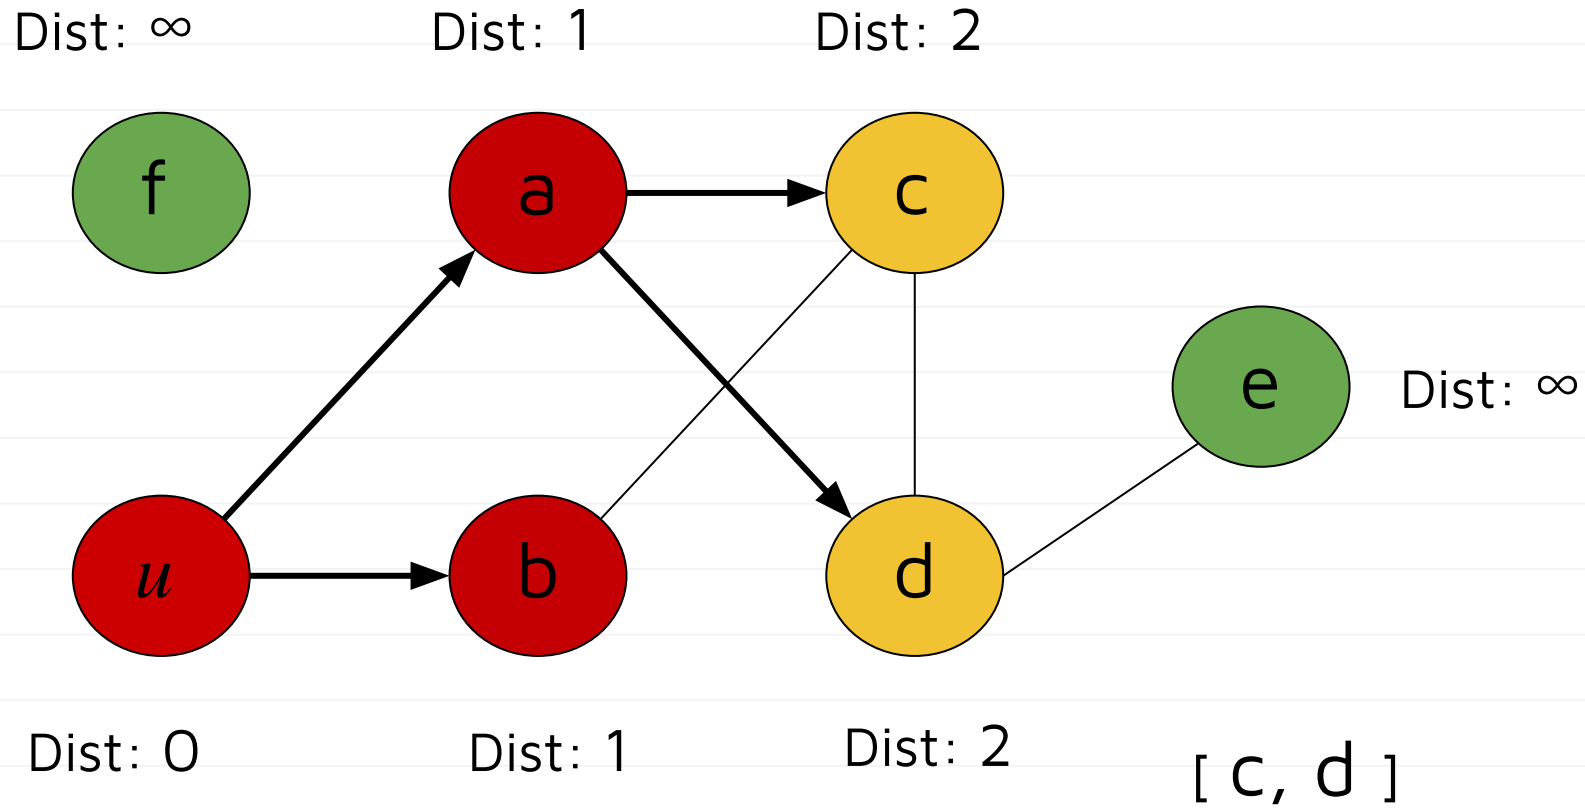 Dist: ∞
Dist: 1
Dist: 2
f
a
c
e
Dist: ∞
u
b
d
Dist: 0
Dist: 1
Dist: 2
[ c, d ]